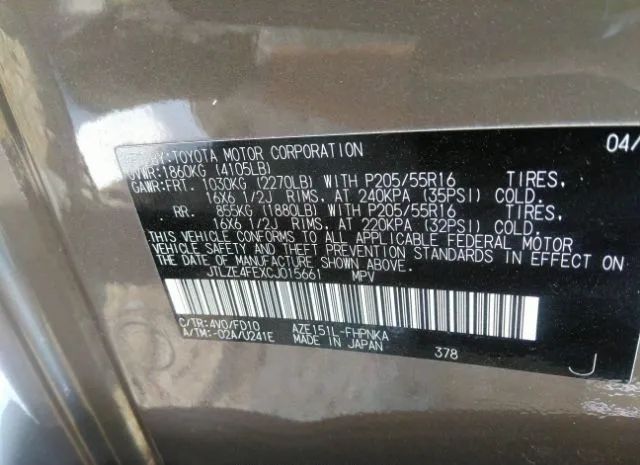 BY:TOYOTA MOTOR CORPORATION 04/
GVWR:1860KG (4105LB)
GAWR:FRT. 1030KG (2270LB) WITH P205/55R16 TIRES,
16X6 1/2J RIMS, AT 240KPA (35PSI) COLD.
RR. 855KG (1880LB) WITH P205/55R16 TIRES,
16X6 1/2J RIMS, AT 220KPA (32PSI) COLD.
THIS VEHICLE CONFORMS TO ALL APPLICABLE FEDERAL MOTOR
VEHICLE SAFETY AND THEFT PREVENTION STANDARDS IN EFFECT ON
THE DATE OF MANUFACTURE SHOWN ABOVE.
JTLZE4FEXCJ015661 MPV
C/TR:4V0/FD10 AZE151L-FHPNKA
A/TM:-02A/U241E MADE IN JAPAN 378 J